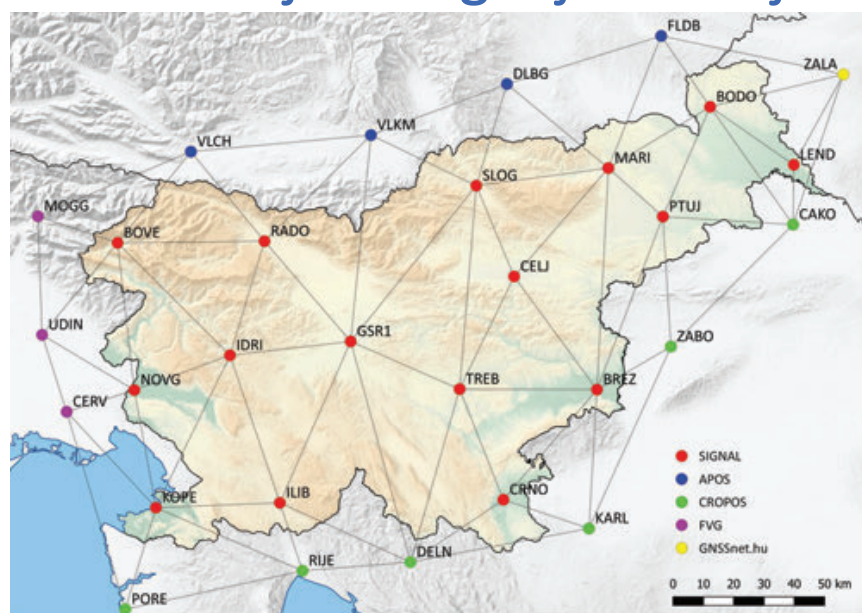 FLDB
ZALA
DLBG
BODO
VLKM
VLCH
MARI
LEND
SLOG
MOGG
PTUJ
CAKO
BOVE
RADO
CELJ
UDIN
IDRI
GSR1
ZABO
NOVG
TREB
BREZ
CERV
SIGNAL
APOS
KOPE
ILIB
CRNO
CROPOS
KARL
FVG
RIJE
DELN
GNSSnet.hu
PORE
0 10 20 30 40 50 km